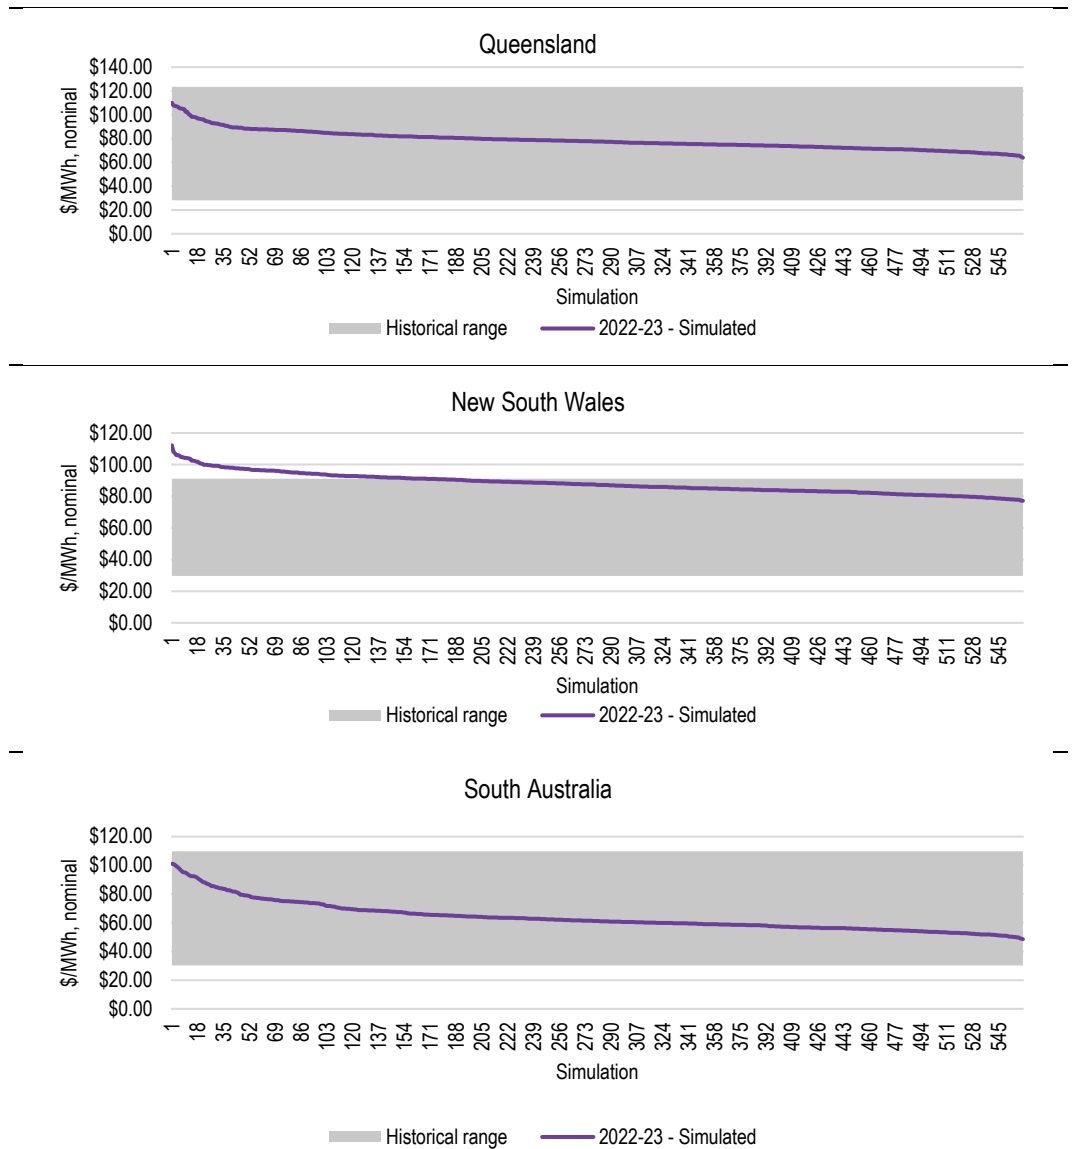 Queensland
$/MWh, nominal
$140.00
$120.00
$100.00
$80.00
$60.00
$40.00
$20.00
$0.00
1 18 35 52 69 86 103 120 137 154 171 188 205 222 239 256 273 290 307 324 341 358 375 392 409 426 443 460 477 494 511 528 545
Simulation
Historical range 2022-23 - Simulated
New South Wales
$/MWh, nominal
$120.00
$100.00
$80.00
$60.00
$40.00
$20.00
$0.00
1 18 35 52 69 86 103 120 137 154 171 188 205 222 239 256 273 290 307 324 341 358 375 392 409 426 443 460 477 494 511 528 545
Simulation
Historical range 2022-23 - Simulated
South Australia
$/MWh, nominal
$120.00
$100.00
$80.00
$60.00
$40.00
$20.00
$0.00
1 18 35 52 69 86 103 120 137 154 171 188 205 222 239 256 273 290 307 324 341 358 375 392 409 426 443 460 477 494 511 528 545
Simulation
Historical range 2022-23 - Simulated